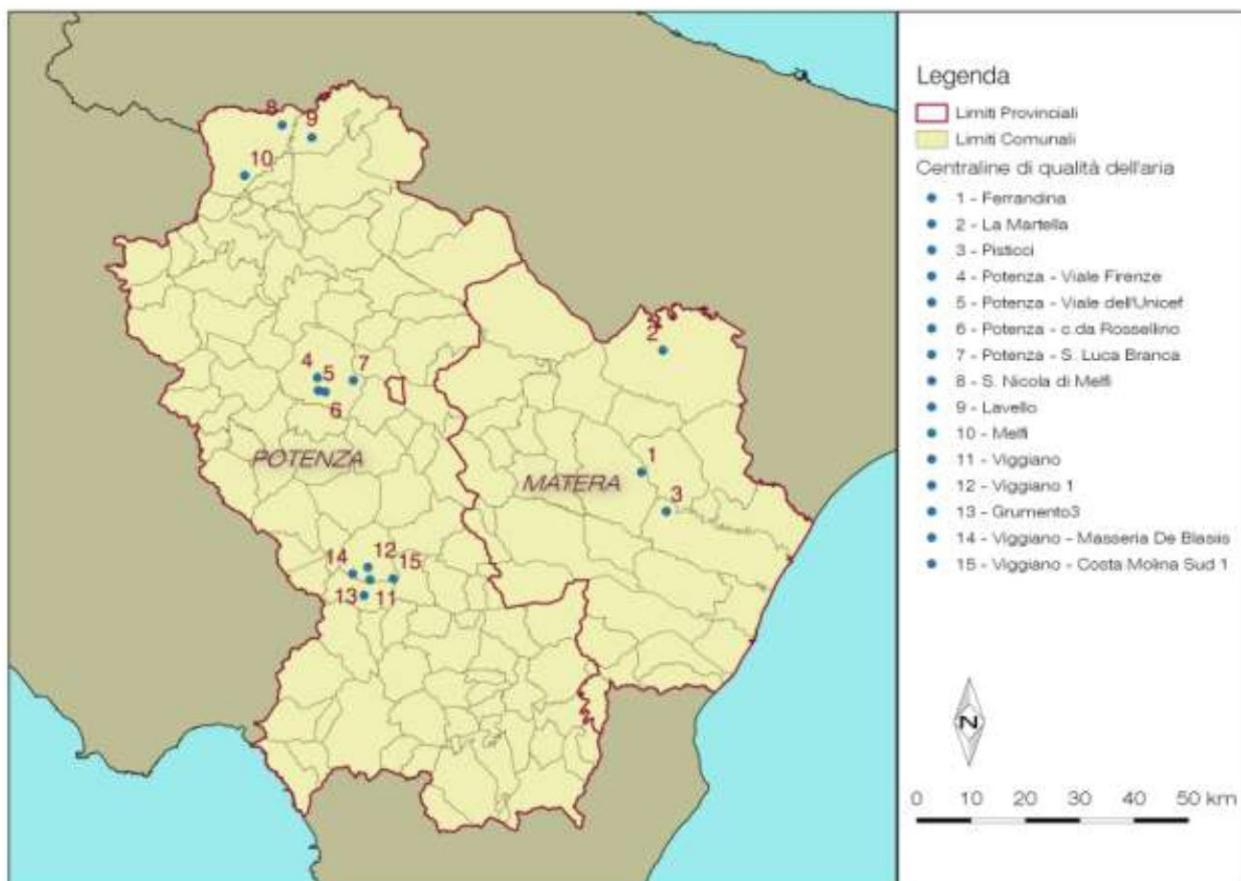 8
9
10
2
4
5
7
6
POTENZA
1
MATERA
3
12
14
15
13
11
Legenda
Limiti Provinciali
Limiti Comunali
Centraline di qualità dell'aria
1 - Ferrandina
2 - La Martella
3 - Pisticci
4 - Potenza - Viale Firenze
5 - Potenza - Viale dell'Unicef
6 - Potenza - c.da Rossellino
7 - Potenza - S. Luca Branca
8 - S. Nicola di Melfi
9 - Lavello
10 - Melfi
11 - Viggiano
12 - Viggiano 1
13 - Grumento3
14 - Viggiano - Masseria De Blasiis
15 - Viggiano - Costa Molina Sud 1
N
0 10 20 30 40 50 km